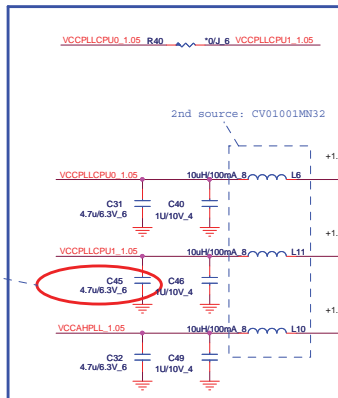 VCCPLLCPU0_1.05 R40 *0/J_6 VCCPLLCPU1_1.05
2nd source: CV01001MN32
VCCPLLCPU0_1.05 10uH/100mA_8 L6 +1.
C31 C40
4.7u/6.3V_6 1U/10V_4
VCCPLLCPU1_1.05 10uH/100mA_8 L11 +1.
C45 C46
4.7u/6.3V_6 1U/10V_4
VCCAHPLL_1.05 10uH/100mA_8 L10 +1.
C32 C49
4.7u/6.3V_6 1U/10V_4